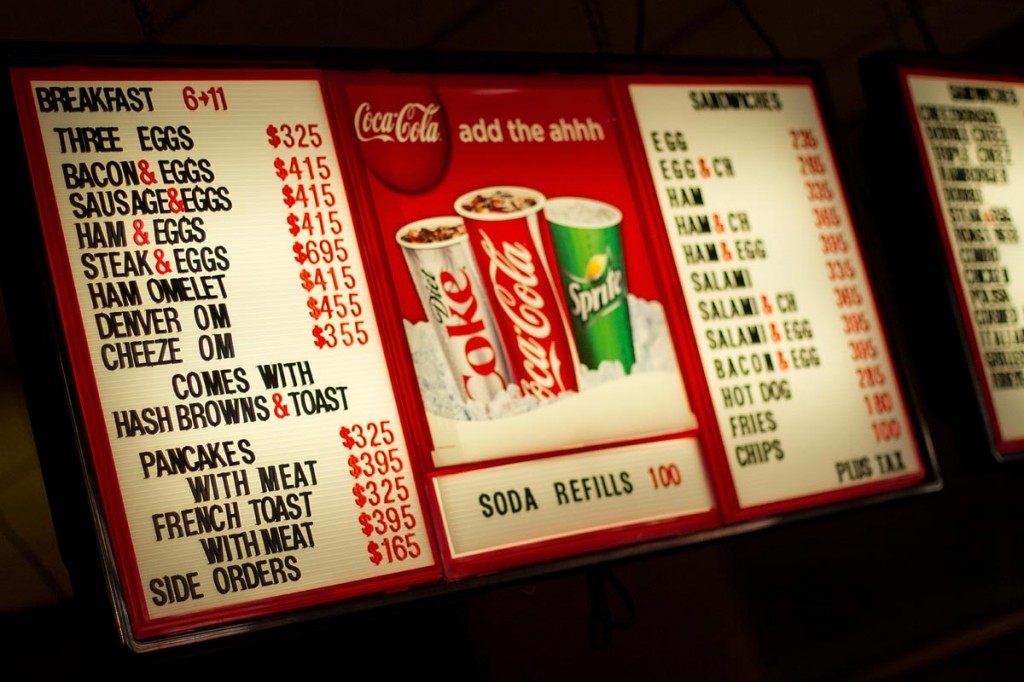 BREAKFAST 6→11
THREE EGGS $325
BACON & EGGS $415
SAUSAGE & EGGS $415
HAM & EGGS $415
STEAK & EGGS $695
HAM OMELET $415
DENVER OM $455
CHEEZE OM $355
COMES WITH
HASH BROWNS & TOAST
PANCAKES $325
WITH MEAT $395
FRENCH TOAST $325
WITH MEAT $395
SIDE ORDERS $165
Coca-Cola add the ahhh
Diet Coke
Coca-Cola
Sprite
SODA REFILLS 100
SANDWICHES
EGG 235
EGG & CH 285
HAM 335
HAM & CH 365
HAM & EGG 395
SALAMI 335
SALAMI & CH 365
SALAMI & EGG 395
BACON & EGG 395
HOT DOG 285
FRIES 180
CHIPS 100
PLUS TAX
SANDWICHES